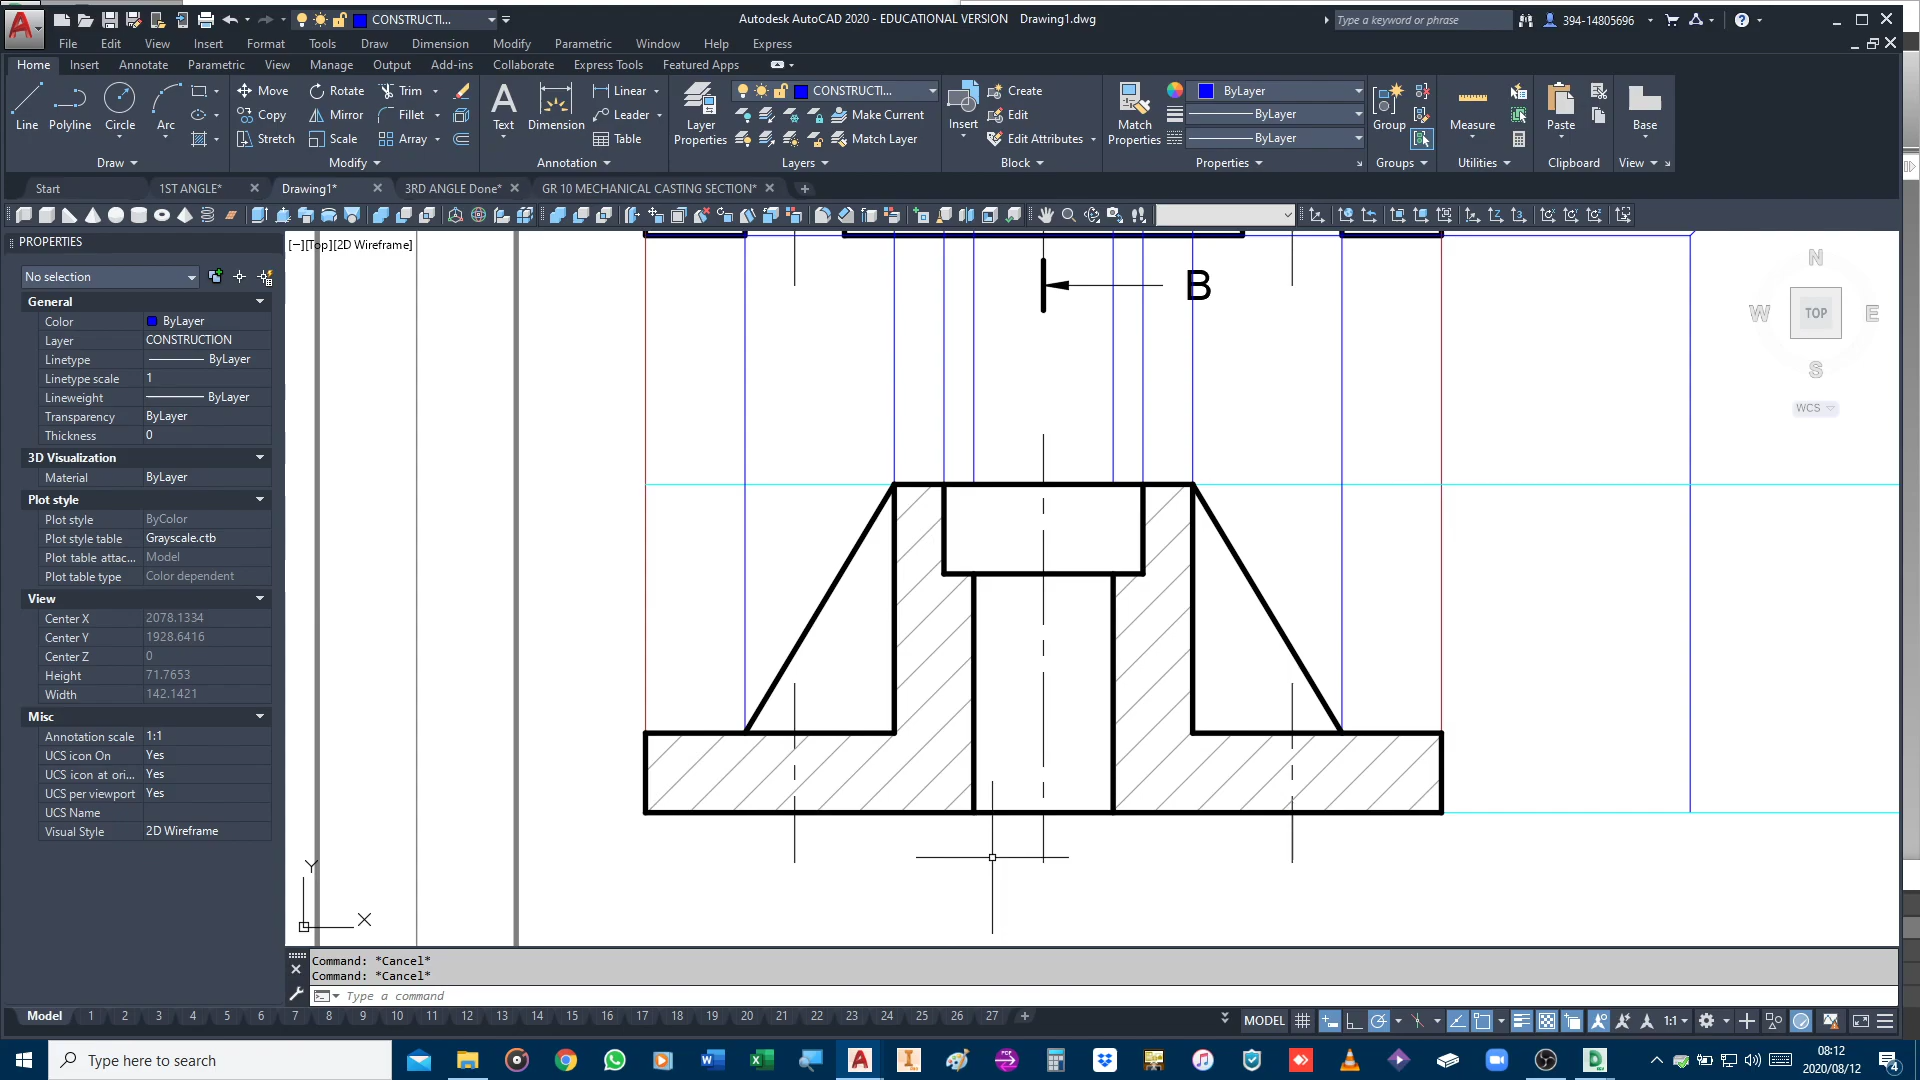 CONSTRUCTI...
Autodesk AutoCAD 2020 - EDUCATIONAL VERSION Drawing1.dwg
Type a keyword or phrase
394-14805696
File Edit View Insert Format Tools Draw Dimension Modify Parametric Window Help Express
Home Insert Annotate Parametric View Manage Output Add-ins Collaborate Express Tools Featured Apps
Line Polyline Circle Arc
Move Rotate Trim
Copy Mirror Fillet
Stretch Scale Array
Text Dimension
Linear
Leader
Table
Layer Properties
CONSTRUCTI...
Make Current
Match Layer
Insert
Create
Edit
Edit Attributes
Match Properties
ByLayer
ByLayer
ByLayer
Group
Measure
Paste
Base
Draw Modify Annotation Layers Block Properties Groups Utilities Clipboard View
Start 1ST ANGLE* Drawing1* 3RD ANGLE Done* GR 10 MECHANICAL CASTING SECTION*
PROPERTIES
No selection
General
Color ByLayer
Layer CONSTRUCTION
Linetype ByLayer
Linetype scale 1
Lineweight ByLayer
Transparency ByLayer
Thickness 0
3D Visualization
Material ByLayer
Plot style
Plot style ByColor
Plot style table Grayscale.ctb
Plot table attac... Model
Plot table type Color dependent
View
Center X 2078.1334
Center Y 1928.6416
Center Z 0
Height 71.7653
Width 142.1421
Misc
Annotation scale 1:1
UCS icon On Yes
UCS icon at ori... Yes
UCS per viewport Yes
UCS Name
Visual Style 2D Wireframe
[−][Top][2D Wireframe]
B
N
W TOP E
S
WCS
Y
X
Command: *Cancel*
Command: *Cancel*
Type a command
Model 1 2 3 4 5 6 7 8 9 10 11 12 13 14 15 16 17 18 19 20 21 22 23 24 25 26 27
MODEL 1:1
Type here to search
08:12
2020/08/12
4